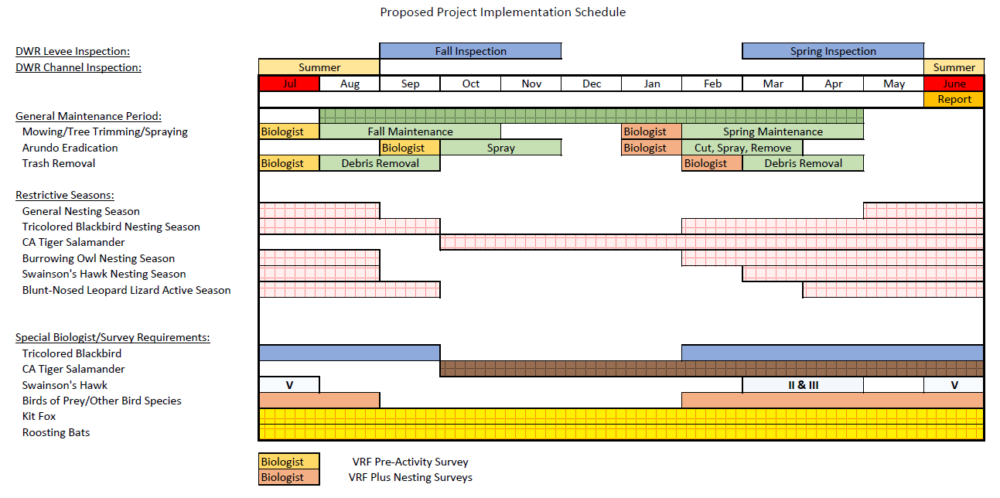 Proposed Project Implementation Schedule
DWR Levee Inspection: Fall Inspection Spring Inspection
DWR Channel Inspection: Summer Summer
Jul Aug Sep Oct Nov Dec Jan Feb Mar Apr May June
Report
General Maintenance Period:
Mowing/Tree Trimming/Spraying Biologist Fall Maintenance Biologist Spring Maintenance
Arundo Eradication Biologist Spray Biologist Cut, Spray, Remove
Trash Removal Biologist Debris Removal Biologist Debris Removal
Restrictive Seasons:
General Nesting Season
Tricolored Blackbird Nesting Season
CA Tiger Salamander
Burrowing Owl Nesting Season
Swainson's Hawk Nesting Season
Blunt-Nosed Leopard Lizard Active Season
Special Biologist/Survey Requirements:
Tricolored Blackbird
CA Tiger Salamander
Swainson's Hawk V II & III V
Birds of Prey/Other Bird Species
Kit Fox
Roosting Bats
Biologist VRF Pre-Activity Survey
Biologist VRF Plus Nesting Surveys